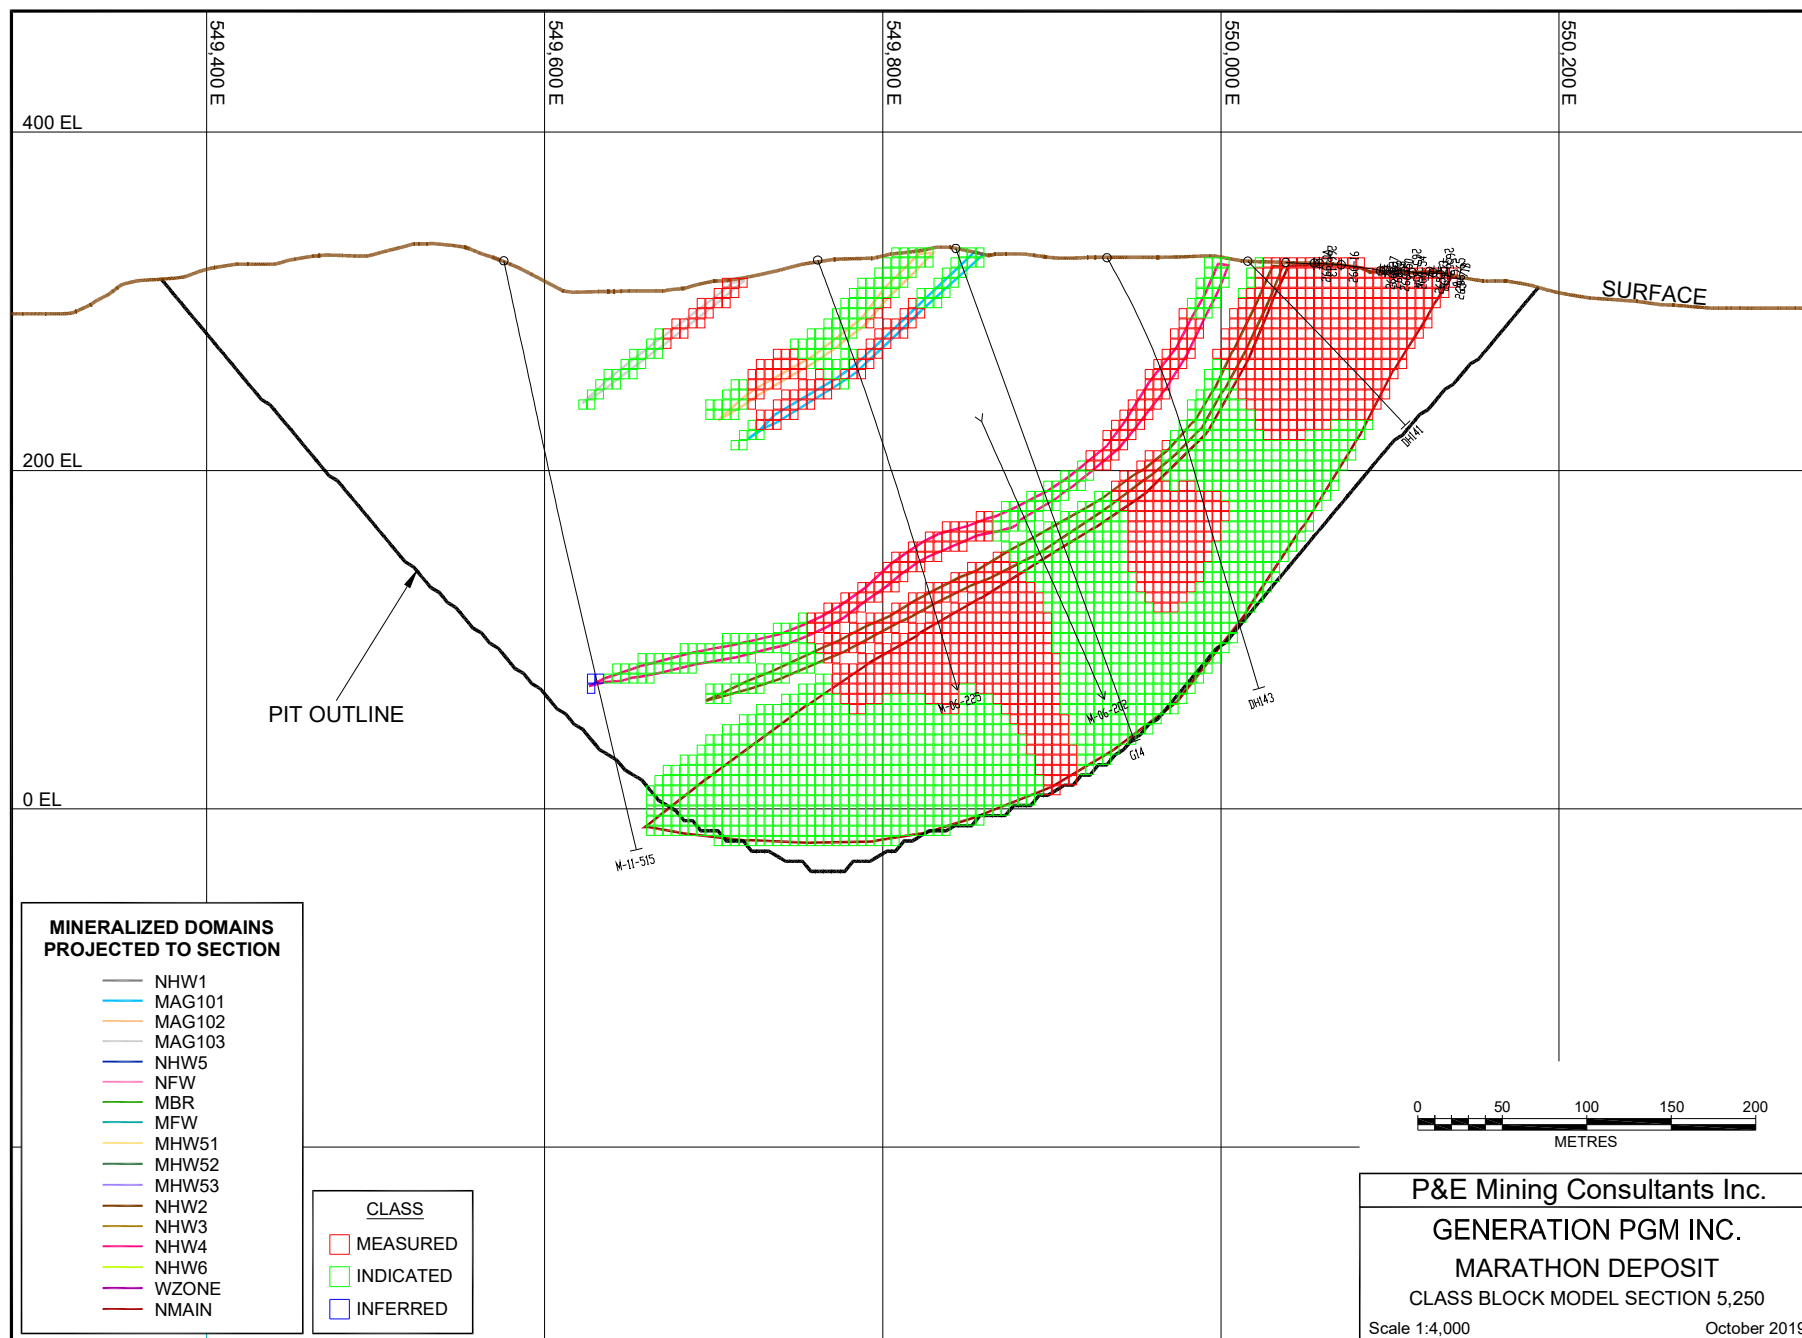 549,400 E
549,600 E
549,800 E
550,000 E
550,200 E
400 EL
SURFACE
DH141
200 EL
PIT OUTLINE
M-06-225
M-06-202
DH143
G14
0 EL
M-11-515
MINERALIZED DOMAINS
PROJECTED TO SECTION
NHW1
MAG101
MAG102
MAG103
NHW5
NFW
MBR
MFW
MHW51
MHW52
MHW53
NHW2
NHW3
NHW4
NHW6
WZONE
NMAIN
CLASS
MEASURED
INDICATED
INFERRED
0 50 100 150 200
METRES
P&E Mining Consultants Inc.
GENERATION PGM INC.
MARATHON DEPOSIT
CLASS BLOCK MODEL SECTION 5,250
Scale 1:4,000 October 2019